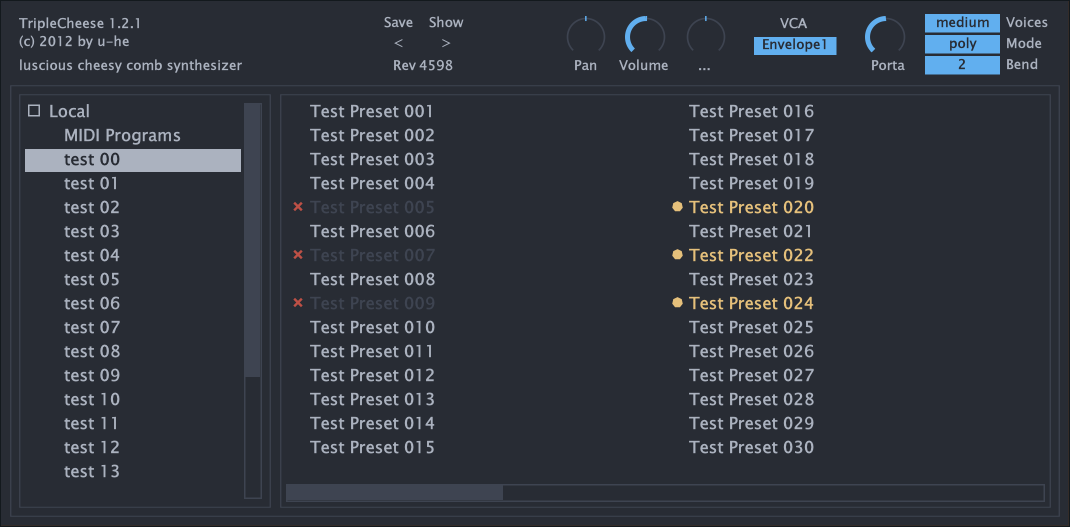 TripleCheese 1.2.1
(c) 2012 by u-he
luscious cheesy comb synthesizer
Save Show
< >
Rev 4598
Pan Volume ...
VCA
Envelope1
Porta
medium Voices
poly Mode
2 Bend
Local
MIDI Programs
test 00
test 01
test 02
test 03
test 04
test 05
test 06
test 07
test 08
test 09
test 10
test 11
test 12
test 13
Test Preset 001
Test Preset 002
Test Preset 003
Test Preset 004
Test Preset 005
Test Preset 006
Test Preset 007
Test Preset 008
Test Preset 009
Test Preset 010
Test Preset 011
Test Preset 012
Test Preset 013
Test Preset 014
Test Preset 015
Test Preset 016
Test Preset 017
Test Preset 018
Test Preset 019
Test Preset 020
Test Preset 021
Test Preset 022
Test Preset 023
Test Preset 024
Test Preset 025
Test Preset 026
Test Preset 027
Test Preset 028
Test Preset 029
Test Preset 030